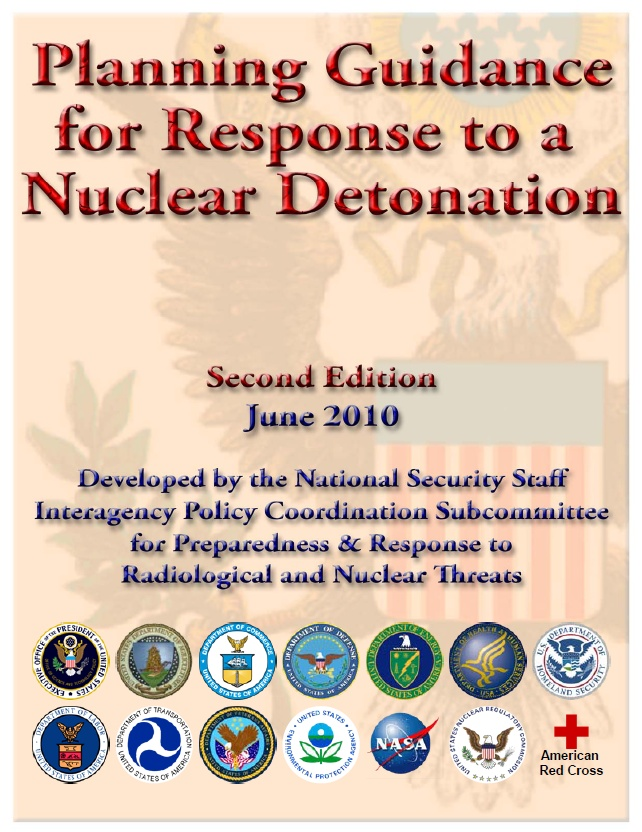 Planning Guidance
for Response to a
Nuclear Detonation
Second Edition
June 2010
Developed by the National Security Staff
Interagency Policy Coordination Subcommittee
for Preparedness & Response to
Radiological and Nuclear Threats
EXECUTIVE OFFICE OF THE PRESIDENT OF THE UNITED STATES
DEPARTMENT OF COMMERCE
UNITED STATES OF AMERICA
DEPARTMENT OF DEFENSE
UNITED STATES OF AMERICA
DEPARTMENT OF ENERGY
UNITED STATES OF AMERICA
DEPARTMENT OF HEALTH & HUMAN SERVICES
USA
U.S. DEPARTMENT OF
HOMELAND SECURITY
DEPARTMENT OF LABOR
UNITED STATES OF AMERICA
DEPARTMENT OF TRANSPORTATION
UNITED STATES OF AMERICA
UNITED STATES
ENVIRONMENTAL PROTECTION AGENCY
NASA
UNITED STATES NUCLEAR REGULATORY COMMISSION
American
Red Cross